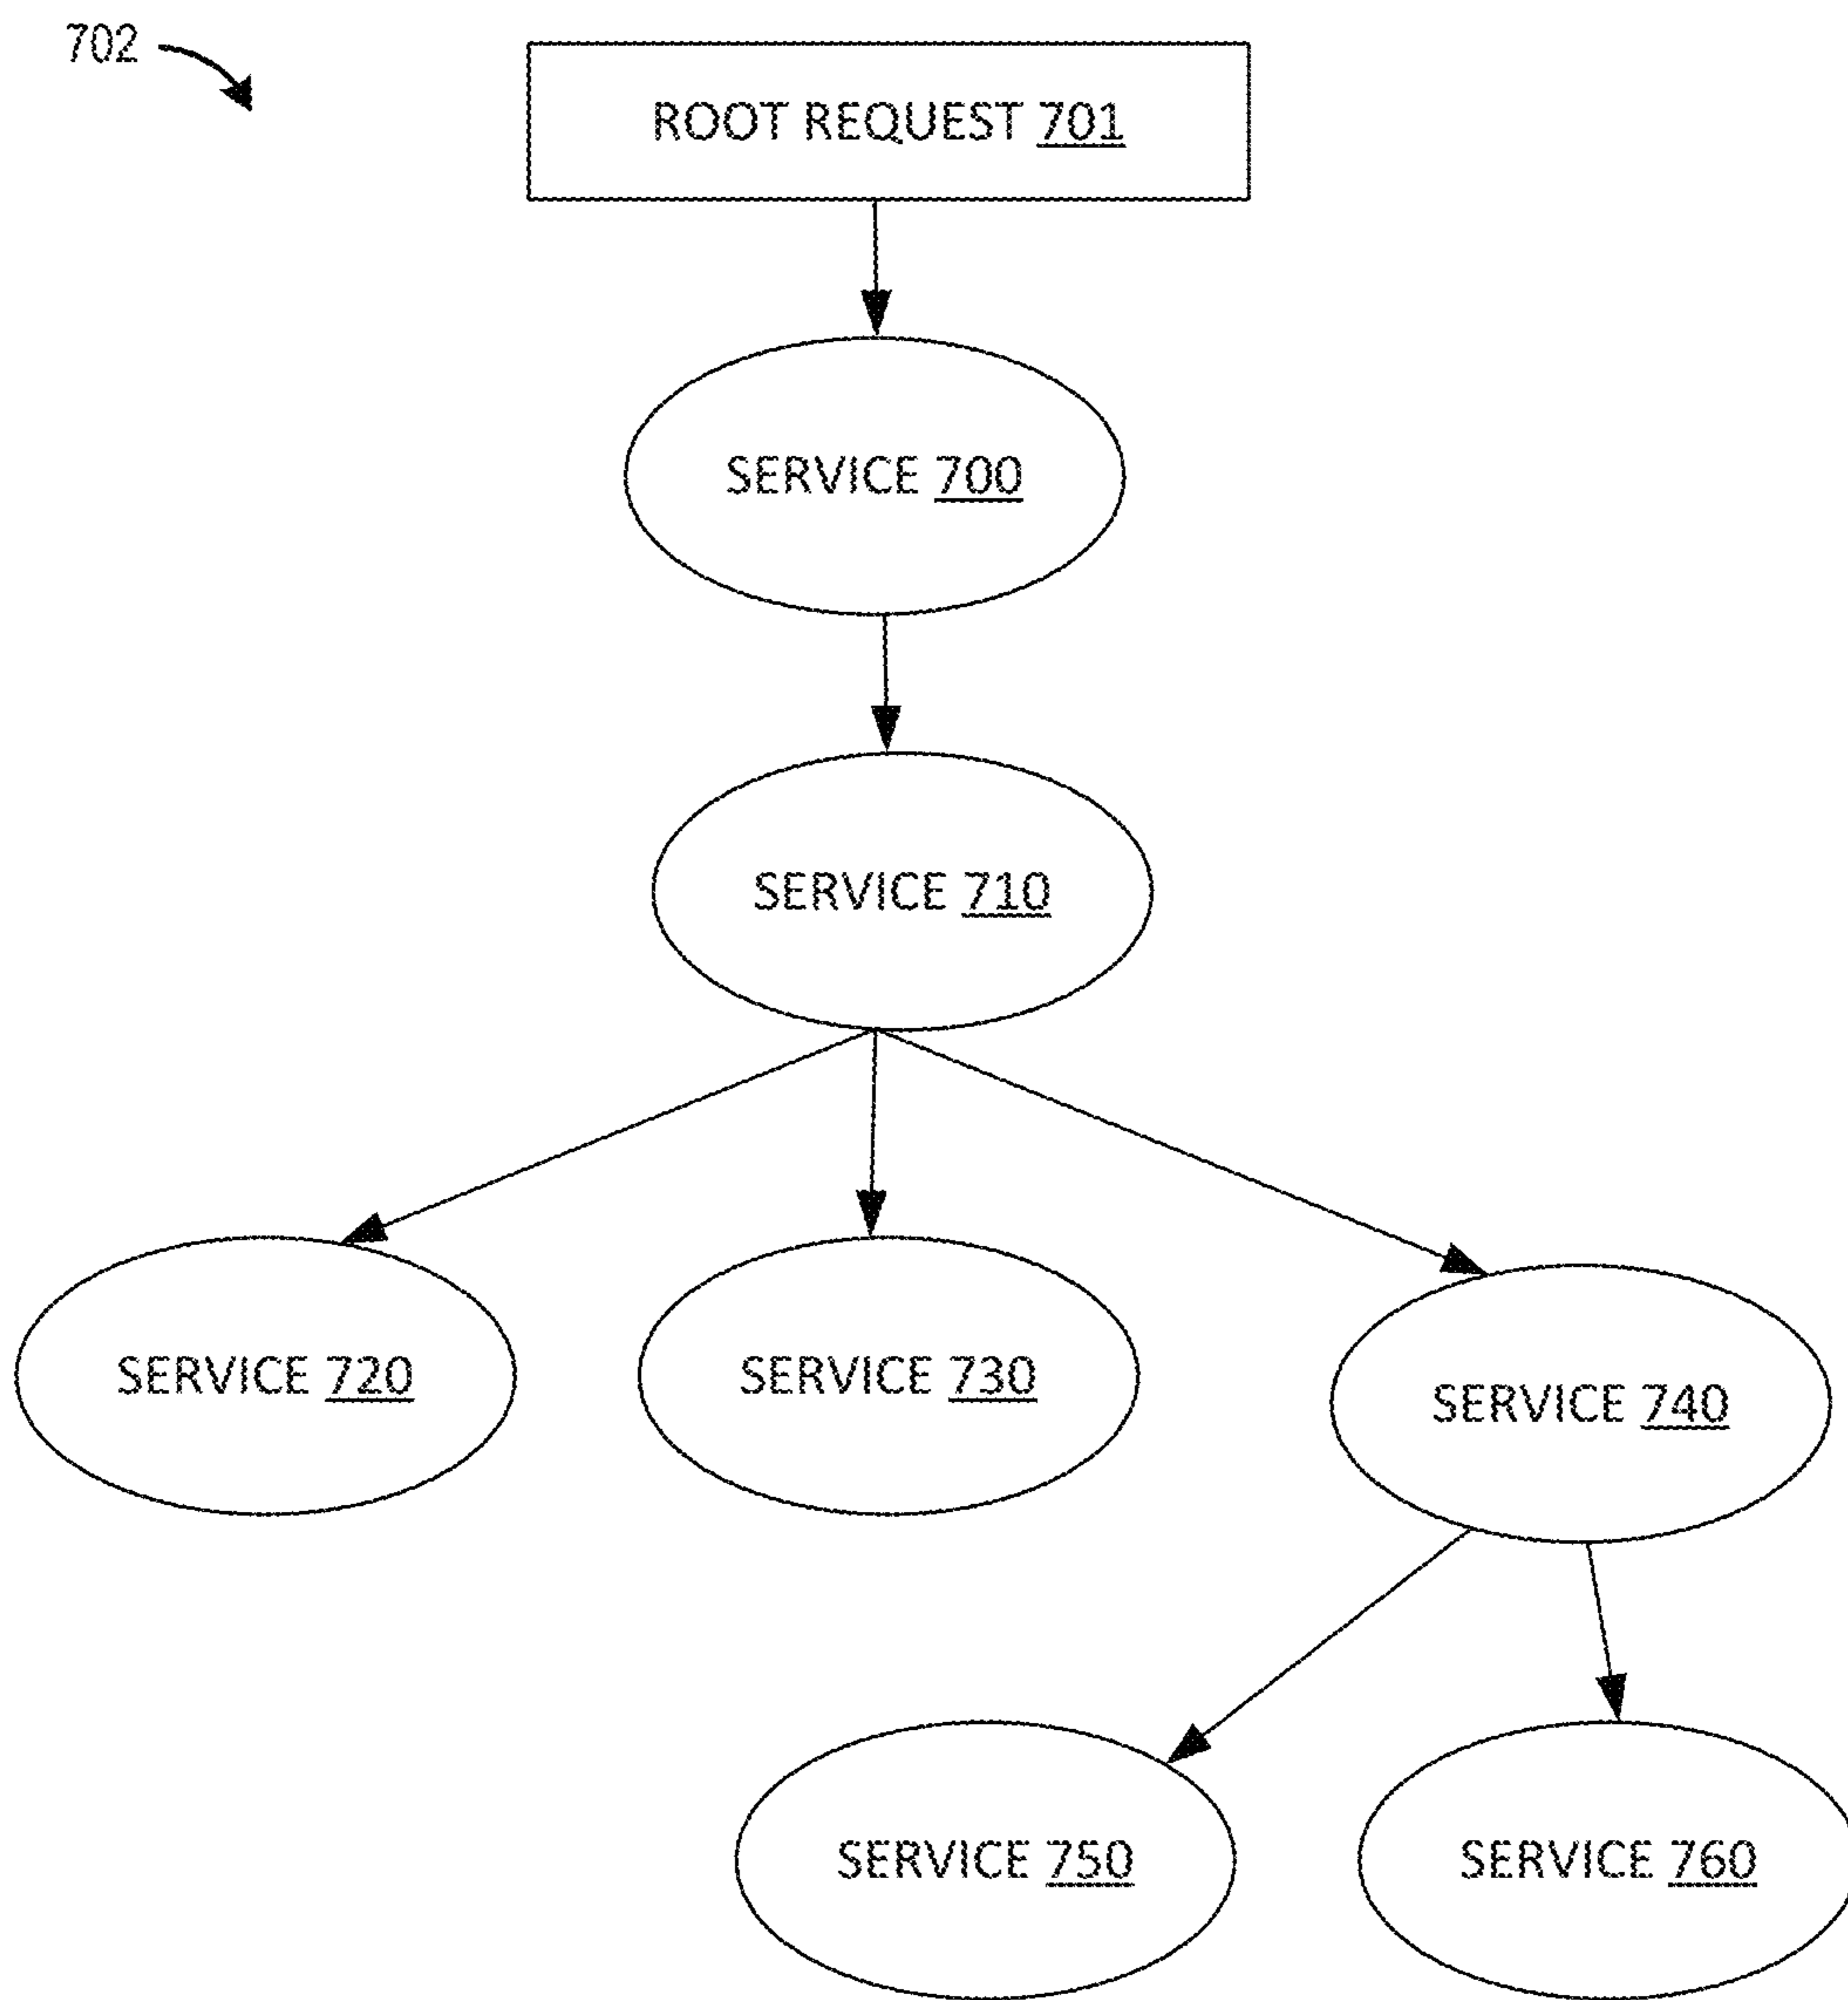 702
ROOT REQUEST 701
SERVICE 700
SERVICE 710
SERVICE 720
SERVICE 730
SERVICE 740
SERVICE 750
SERVICE 760